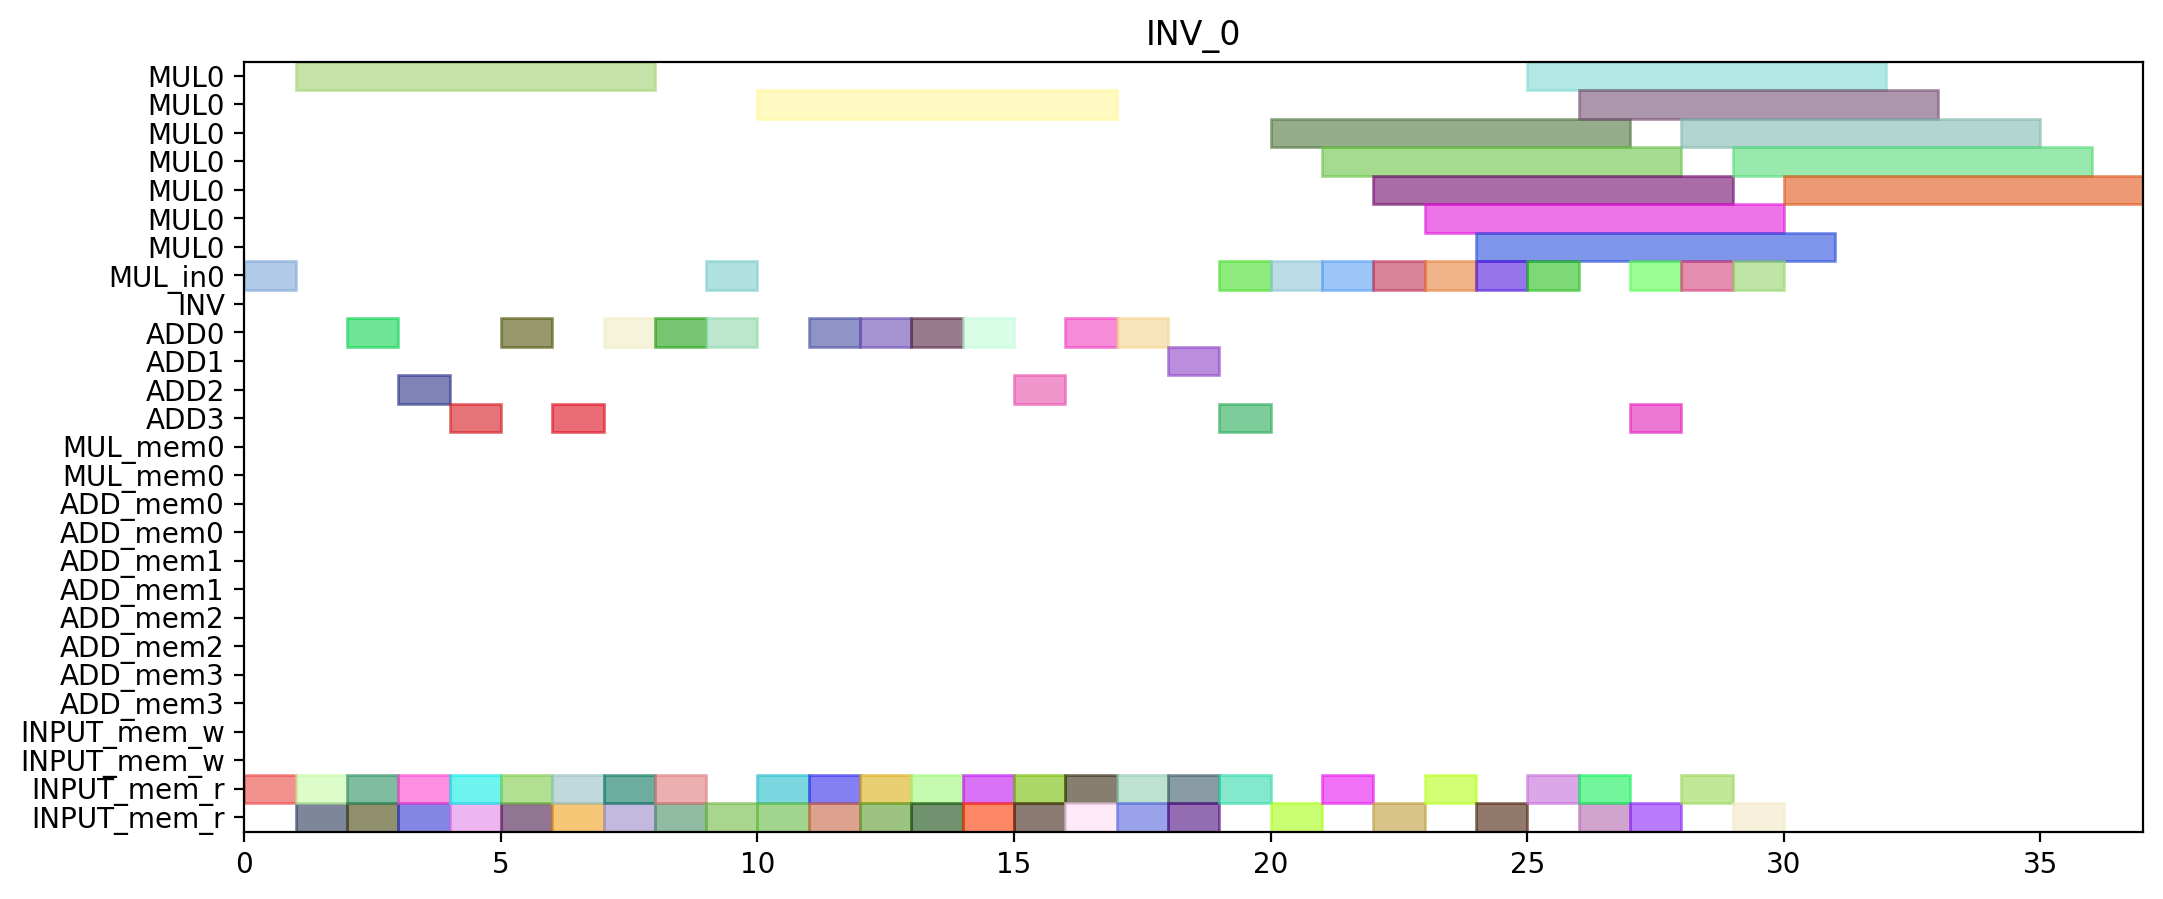 INV_0
MUL0
MUL0
MUL0
MUL0
MUL0
MUL0
MUL0
MUL_in0
INV
ADD0
ADD1
ADD2
ADD3
MUL_mem0
MUL_mem0
ADD_mem0
ADD_mem0
ADD_mem1
ADD_mem1
ADD_mem2
ADD_mem2
ADD_mem3
ADD_mem3
INPUT_mem_w
INPUT_mem_w
INPUT_mem_r
INPUT_mem_r
0 5 10 15 20 25 30 35